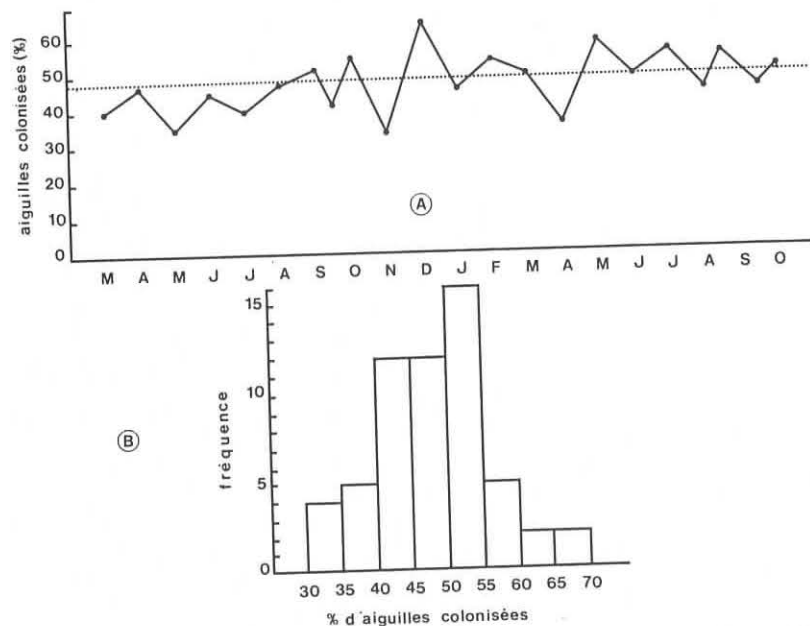 aiguilles colonisées (%)
60
50
40
30
20
10
0
A
M A M J J A S O N D J F M A M J J A S O
B
fréquence
15
10
5
0
30 35 40 45 50 55 60 65 70
% d'aiguilles colonisées